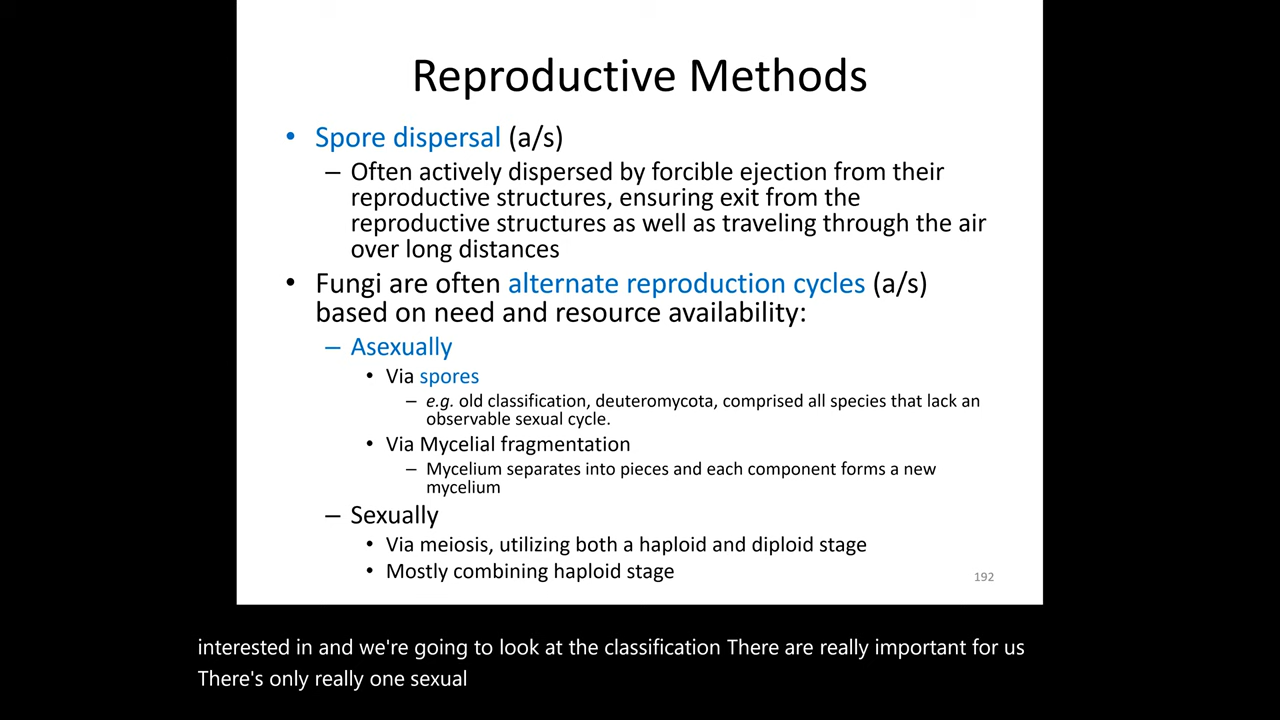 Reproductive Methods
• Spore dispersal (a/s)
– Often actively dispersed by forcible ejection from their
reproductive structures, ensuring exit from the
reproductive structures as well as traveling through the air
over long distances
• Fungi are often alternate reproduction cycles (a/s)
based on need and resource availability:
– Asexually
• Via spores
– e.g. old classification, deuteromycota, comprised all species that lack an
observable sexual cycle.
• Via Mycelial fragmentation
– Mycelium separates into pieces and each component forms a new
mycelium
– Sexually
• Via meiosis, utilizing both a haploid and diploid stage
• Mostly combining haploid stage
192
interested in and we're going to look at the classification There are really important for us
There's only really one sexual